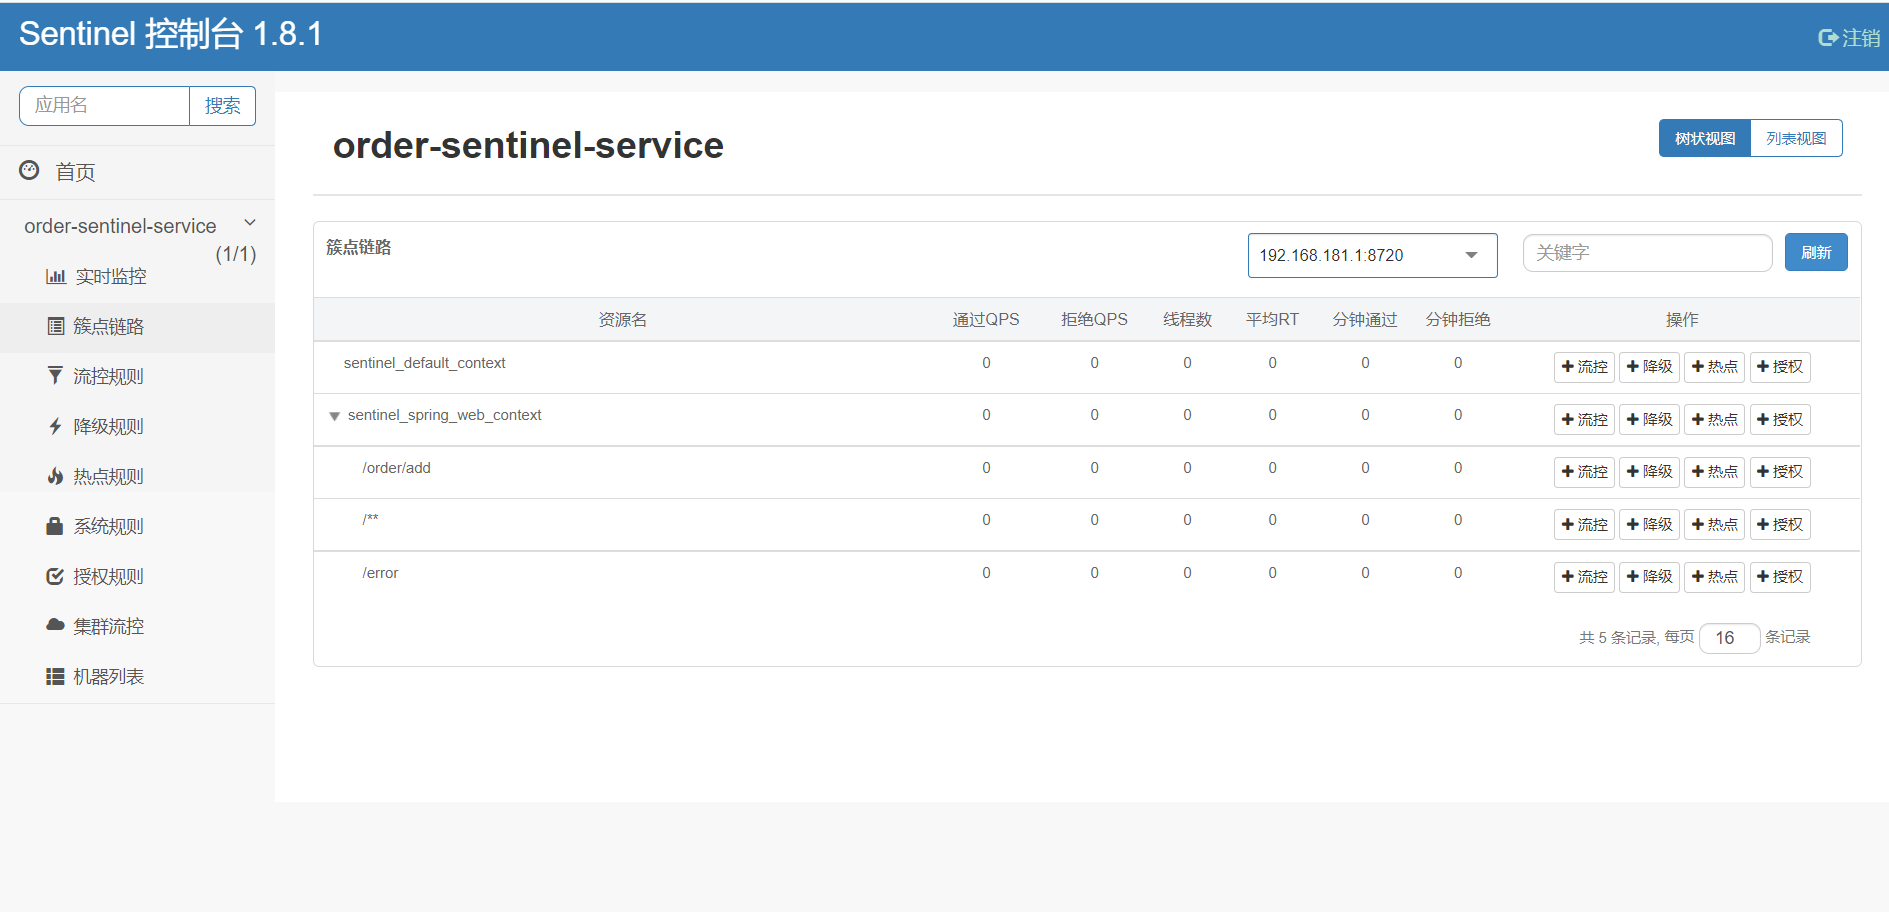 Sentinel 控制台 1.8.1
注销
应用名
搜索
首页
order-sentinel-service
(1/1)
实时监控
簇点链路
流控规则
降级规则
热点规则
系统规则
授权规则
集群流控
机器列表
order-sentinel-service
树状视图
列表视图
簇点链路
192.168.181.1:8720
关键字
刷新
资源名 通过QPS 拒绝QPS 线程数 平均RT 分钟通过 分钟拒绝 操作
sentinel_default_context 0 0 0 0 0 0 流控 降级 热点 授权
sentinel_spring_web_context 0 0 0 0 0 0 流控 降级 热点 授权
/order/add 0 0 0 0 0 0 流控 降级 热点 授权
/** 0 0 0 0 0 0 流控 降级 热点 授权
/error 0 0 0 0 0 0 流控 降级 热点 授权
共 5 条记录, 每页 16 条记录